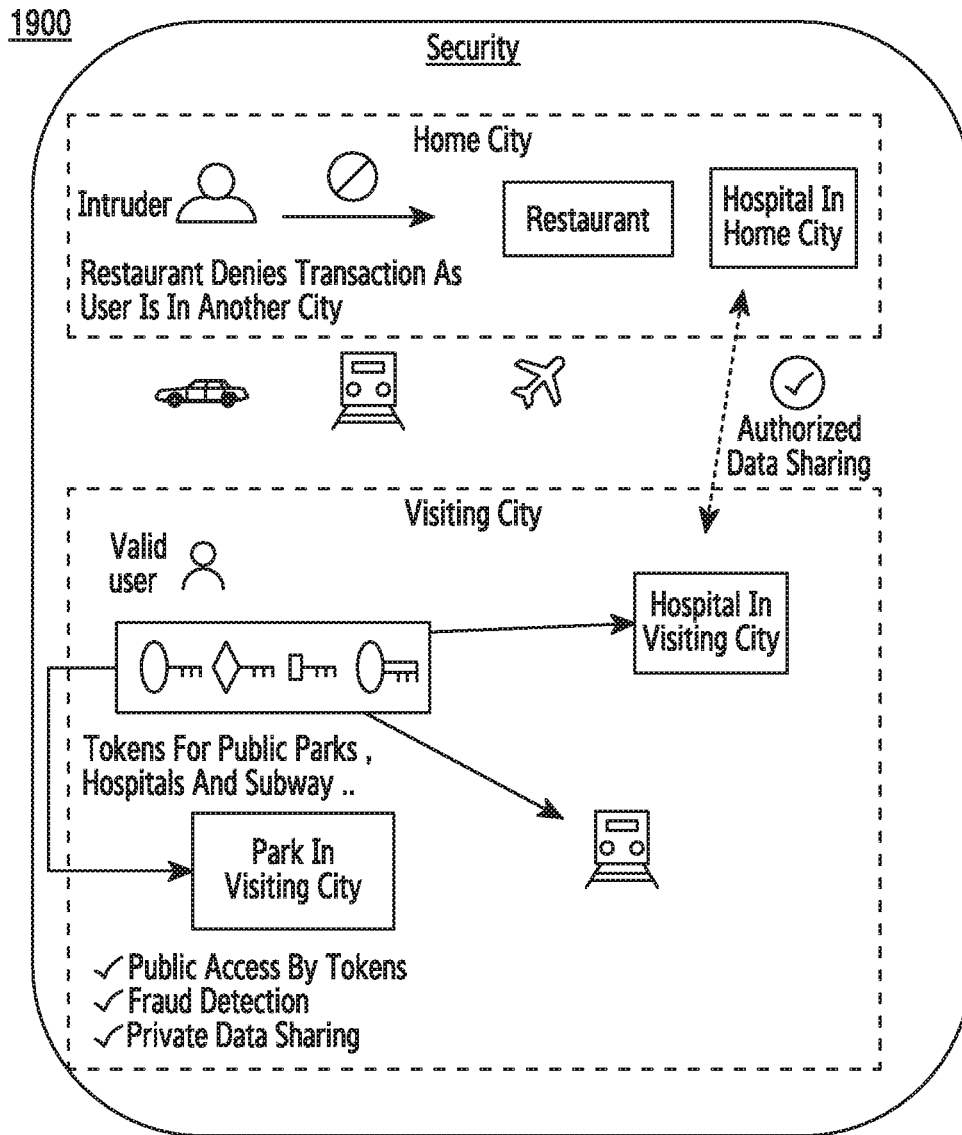 1900
Security
Home City
Intruder
Restaurant
Hospital In
Home City
Restaurant Denies Transaction As
User Is In Another City
Authorized
Data Sharing
Visiting City
Valid
user
Hospital In
Visiting City
Tokens For Public Parks ,
Hospitals And Subway ..
Park In
Visiting City
Public Access By Tokens
Fraud Detection
Private Data Sharing